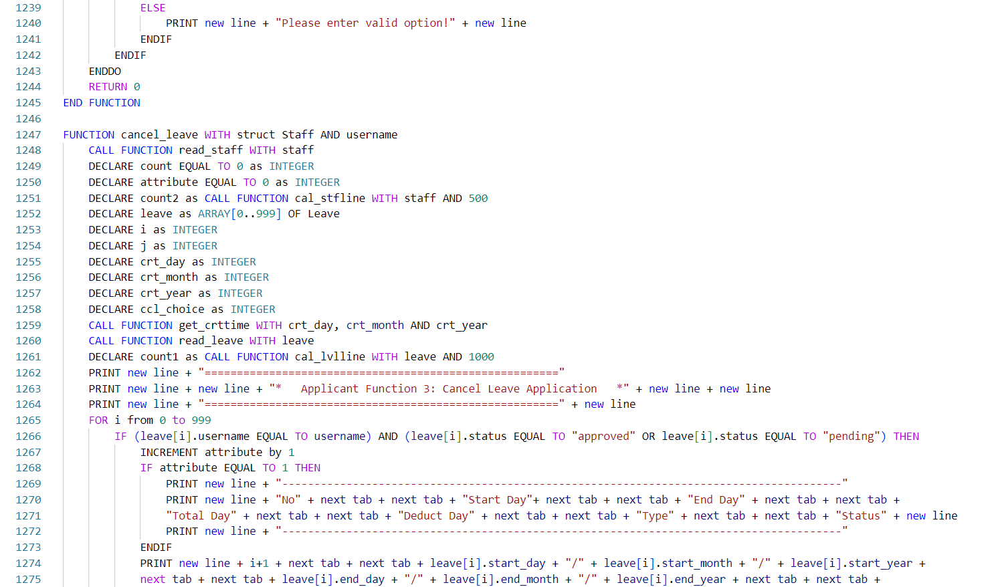 1239 ELSE
1240 PRINT new line + "Please enter valid option!" + new line
1241 ENDIF
1242 ENDIF
1243 ENDDO
1244 RETURN 0
1245 END FUNCTION
1246
1247 FUNCTION cancel_leave WITH struct Staff AND username
1248 CALL FUNCTION read_staff WITH staff
1249 DECLARE count EQUAL TO 0 as INTEGER
1250 DECLARE attribute EQUAL TO 0 as INTEGER
1251 DECLARE count2 as CALL FUNCTION cal_stfline WITH staff AND 500
1252 DECLARE leave as ARRAY[0..999] OF Leave
1253 DECLARE i as INTEGER
1254 DECLARE j as INTEGER
1255 DECLARE crt_day as INTEGER
1256 DECLARE crt_month as INTEGER
1257 DECLARE crt_year as INTEGER
1258 DECLARE ccl_choice as INTEGER
1259 CALL FUNCTION get_crttime WITH crt_day, crt_month AND crt_year
1260 CALL FUNCTION read_leave WITH leave
1261 DECLARE count1 as CALL FUNCTION cal_lvlline WITH leave AND 1000
1262 PRINT new line + "======================================================="
1263 PRINT new line + new line + "*   Applicant Function 3: Cancel Leave Application   *" + new line + new line
1264 PRINT new line + "=======================================================" + new line
1265 FOR i from 0 to 999
1266 IF (leave[i].username EQUAL TO username) AND (leave[i].status EQUAL TO "approved" OR leave[i].status EQUAL TO "pending") THEN
1267 INCREMENT attribute by 1
1268 IF attribute EQUAL TO 1 THEN
1269 PRINT new line + "---------------------------------------------------------------------------------------"
1270 PRINT new line + "No" + next tab + next tab + "Start Day"+ next tab + next tab + "End Day" + next tab + next tab +
1271 "Total Day" + next tab + next tab + "Deduct Day" + next tab + next tab + "Type" + next tab + next tab + "Status" + new line
1272 PRINT new line + "---------------------------------------------------------------------------------------"
1273 ENDIF
1274 PRINT new line + i+1 + next tab + next tab + leave[i].start_day + "/" + leave[i].start_month + "/" + leave[i].start_year +
1275 next tab + next tab + leave[i].end_day + "/" + leave[i].end_month + "/" + leave[i].end_year + next tab + next tab +